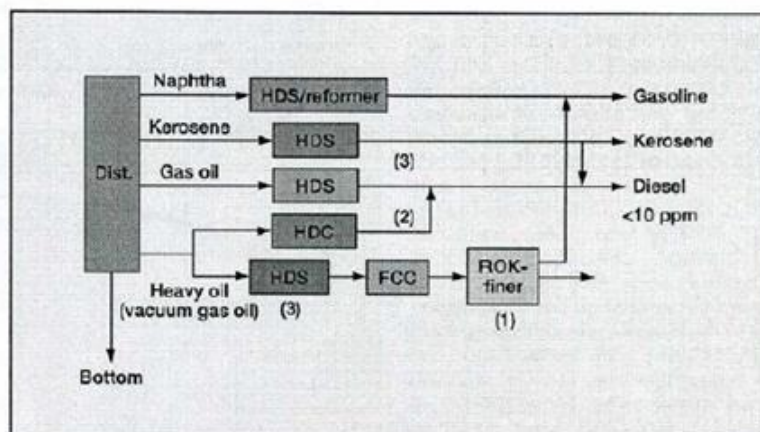 Naphtha
HDS/reformer
Gasoline
Kerosene
HDS
Kerosene
(3)
Dist.
Gas oil
HDS
Diesel
(2)
<10 ppm
HDC
HDS
FCC
ROK-
finer
Heavy oil
(vacuum gas oil)
(3)
(1)
Bottom